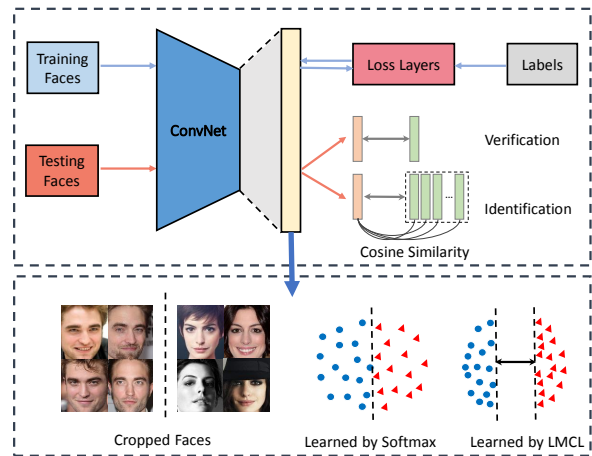 Training
Faces
ConvNet
Loss Layers
Labels
Testing
Faces
Verification
...
Identification
Cosine Similarity
Cropped Faces
Learned by Softmax
Learned by LMCL